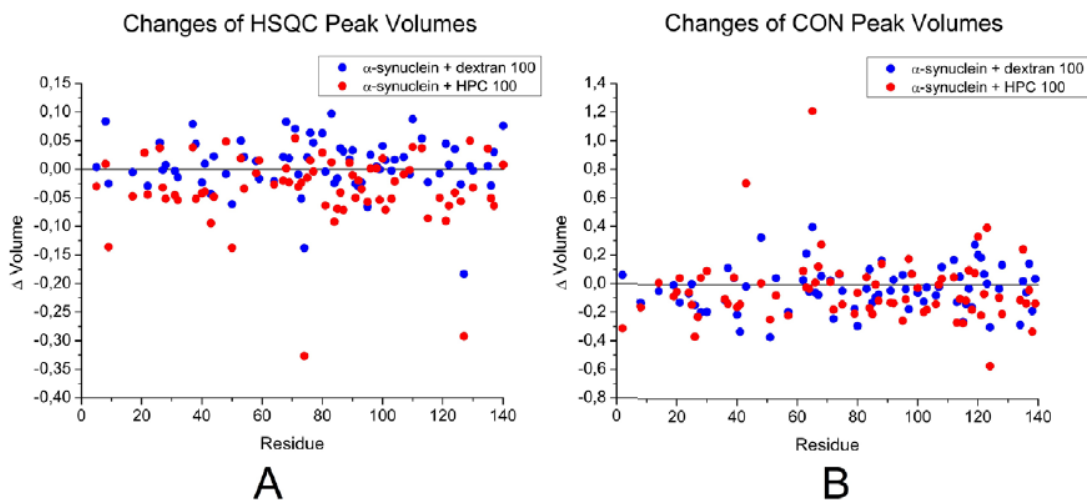 Changes of HSQC Peak Volumes
α-synuclein + dextran 100
α-synuclein + HPC 100
0,15
0,10
0,05
0,00
-0,05
-0,10
-0,15
-0,20
-0,25
-0,30
-0,35
-0,40
Δ Volume
0 20 40 60 80 100 120 140
Residue
A
Changes of CON Peak Volumes
α-synuclein + dextran 100
α-synuclein + HPC 100
1,4
1,2
1,0
0,8
0,6
0,4
0,2
0,0
-0,2
-0,4
-0,6
-0,8
Δ Volume
0 20 40 60 80 100 120 140
Residue
B